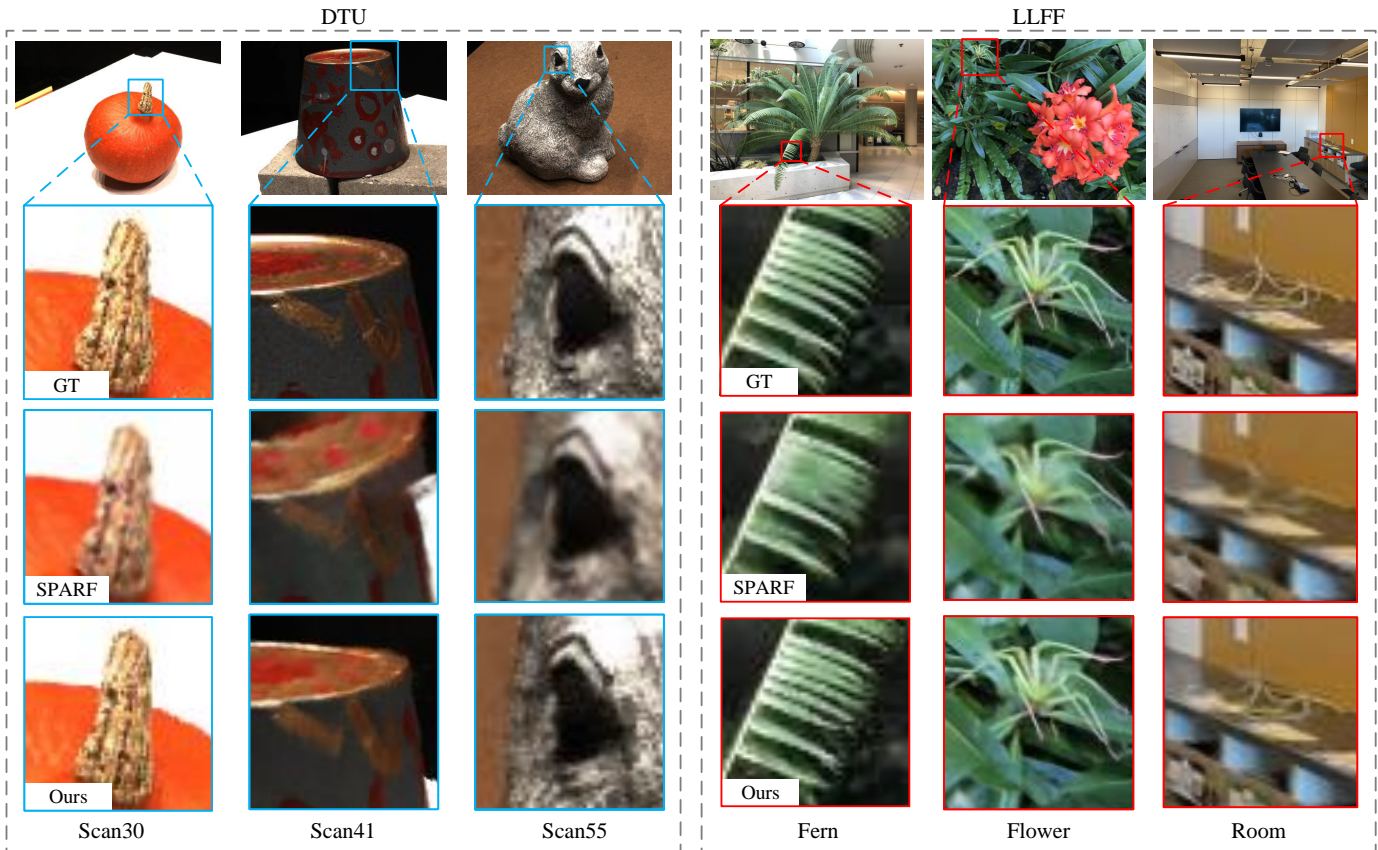 DTU
LLFF
GT
GT
SPARF
SPARF
Ours
Ours
Scan30
Scan41
Scan55
Fern
Flower
Room